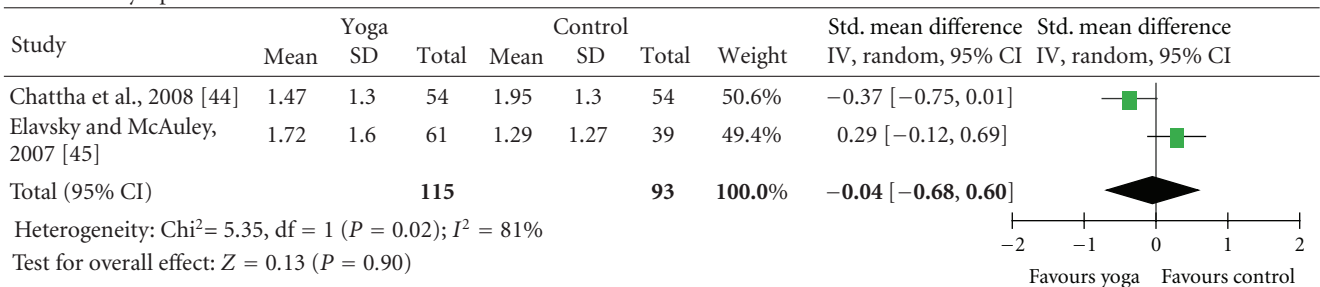 Study Yoga Control Std. mean difference Std. mean difference
Mean SD Total Mean SD Total Weight IV, random, 95% CI IV, random, 95% CI
Chattha et al., 2008 [44] 1.47 1.3 54 1.95 1.3 54 50.6% −0.37 [−0.75, 0.01]
Elavsky and McAuley, 2007 [45] 1.72 1.6 61 1.29 1.27 39 49.4% 0.29 [−0.12, 0.69]
Total (95% CI) 115 93 100.0% −0.04 [−0.68, 0.60]
Heterogeneity: Chi²= 5.35, df = 1 (P = 0.02); I² = 81%
Test for overall effect: Z = 0.13 (P = 0.90)
−2 −1 0 1 2
Favours yoga Favours control